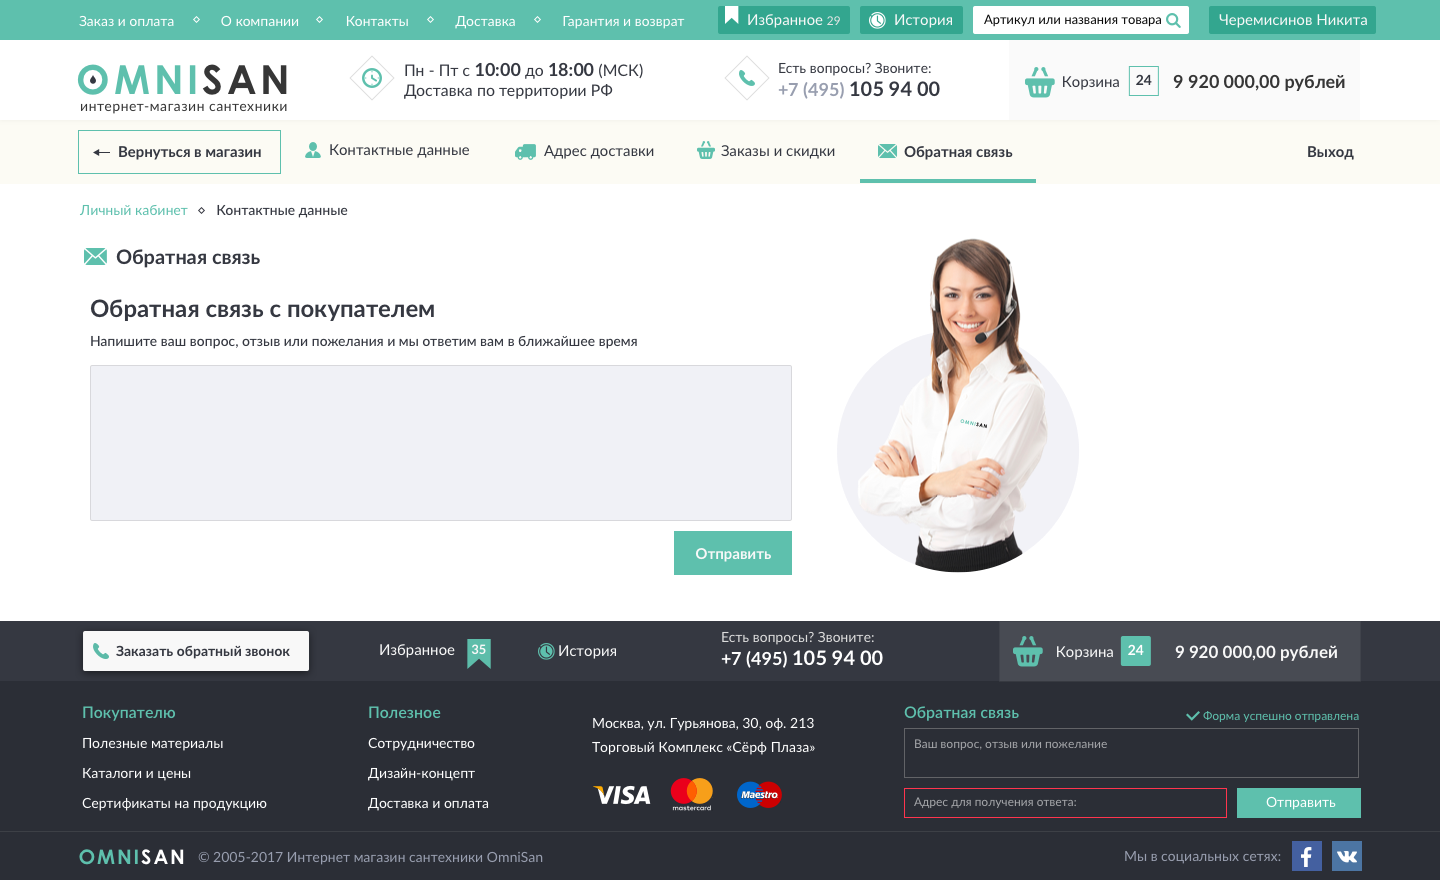 Заказ и оплата
О компании
Контакты
Доставка
Гарантия и возврат
Избранное 29
История
Артикул или названия товара
Черемисинов Никита
OMNISAN
интернет-магазин сантехники
Пн - Пт с 10:00 до 18:00 (МСК)
Доставка по территории РФ
Есть вопросы? Звоните:
+7 (495) 105 94 00
Корзина 24 9 920 000,00 рублей
Вернуться в магазин
Контактные данные
Адрес доставки
Заказы и скидки
Обратная связь
Выход
Личный кабинет
Контактные данные
Обратная связь
Обратная связь с покупателем
Напишите ваш вопрос, отзыв или пожелания и мы ответим вам в ближайшее время
OMNISAN
Отправить
Заказать обратный звонок
Избранное 35
История
Есть вопросы? Звоните:
+7 (495) 105 94 00
Корзина 24 9 920 000,00 рублей
Покупателю
Полезные материалы
Каталоги и цены
Сертификаты на продукцию
Полезное
Сотрудничество
Дизайн-концепт
Доставка и оплата
Москва, ул. Гурьянова, 30, оф. 213
Торговый Комплекс «Сёрф Плаза»
VISA
mastercard
Maestro
Обратная связь
Форма успешно отправлена
Ваш вопрос, отзыв или пожелание
Адрес для получения ответа:
Отправить
OMNISAN
© 2005-2017 Интернет магазин сантехники OmniSan
Мы в социальных сетях: